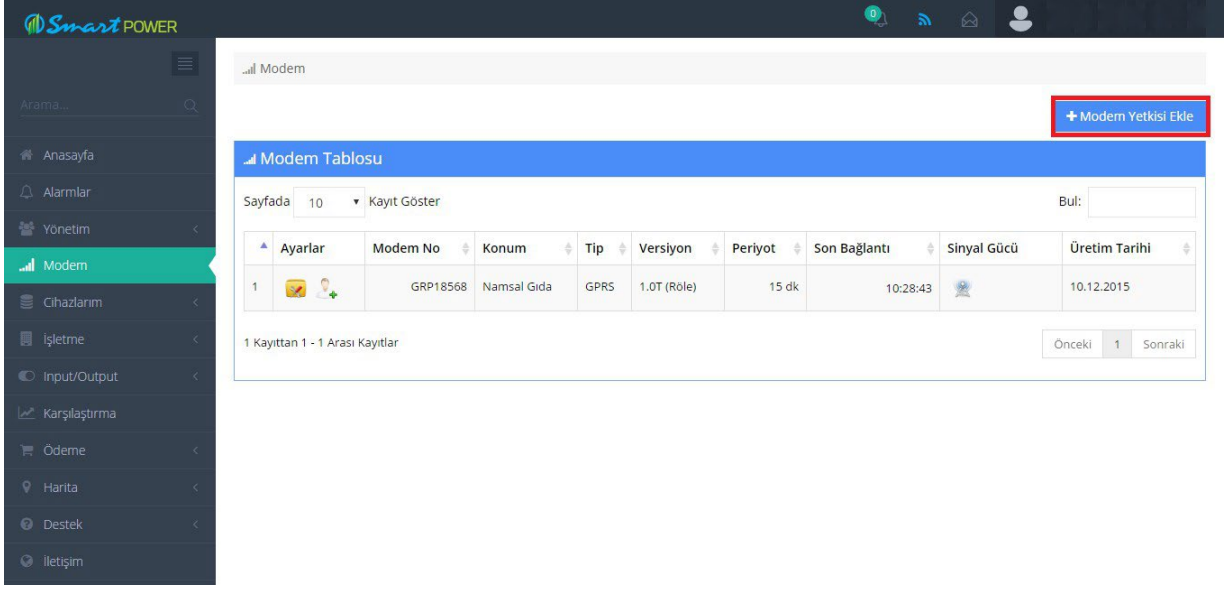 Smart POWER
0
Modem
Arama...
+ Modem Yetkisi Ekle
Anasayfa
Alarmlar
Yönetim
Modem
Cihazlarım
İşletme
Input/Output
Karşılaştırma
Ödeme
Harita
Destek
İletişim
Modem Tablosu
Sayfada 10 Kayıt Göster Bul:
Ayarlar Modem No Konum Tip Versiyon Periyot Son Bağlantı Sinyal Gücü Üretim Tarihi
1 GRP18568 Namsal Gıda GPRS 1.0T (Röle) 15 dk 10:28:43 10.12.2015
1 Kayıttan 1 - 1 Arası Kayıtlar Önceki 1 Sonraki